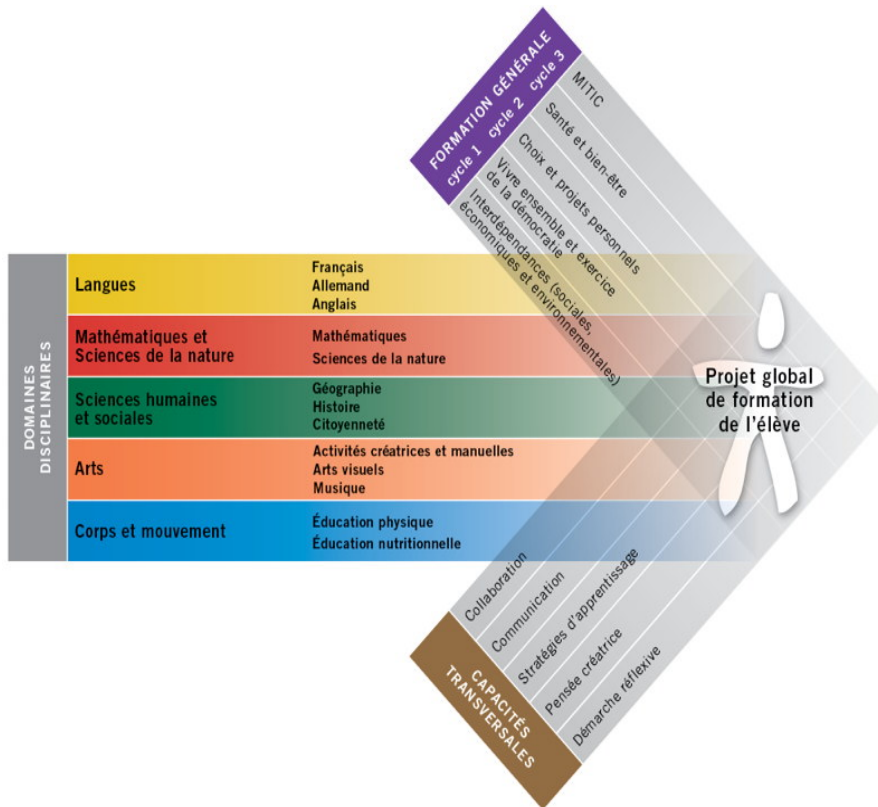 FORMATION GÉNÉRALE
cycle 1 cycle 2 cycle 3
MITIC
Santé et bien-être
Choix et projets personnels
Vivre ensemble et exercice
de la démocratie
Interdépendances (sociales,
économiques et environnementales)
DOMAINES
DISCIPLINAIRES
Langues
Français
Allemand
Anglais
Mathématiques et
Sciences de la nature
Mathématiques
Sciences de la nature
Sciences humaines
et sociales
Géographie
Histoire
Citoyenneté
Arts
Activités créatrices et manuelles
Arts visuels
Musique
Corps et mouvement
Éducation physique
Éducation nutritionnelle
Projet global
de formation
de l'élève
Collaboration
Communication
Stratégies d'apprentissage
Pensée créatrice
Démarche réflexive
CAPACITÉS
TRANSVERSALES